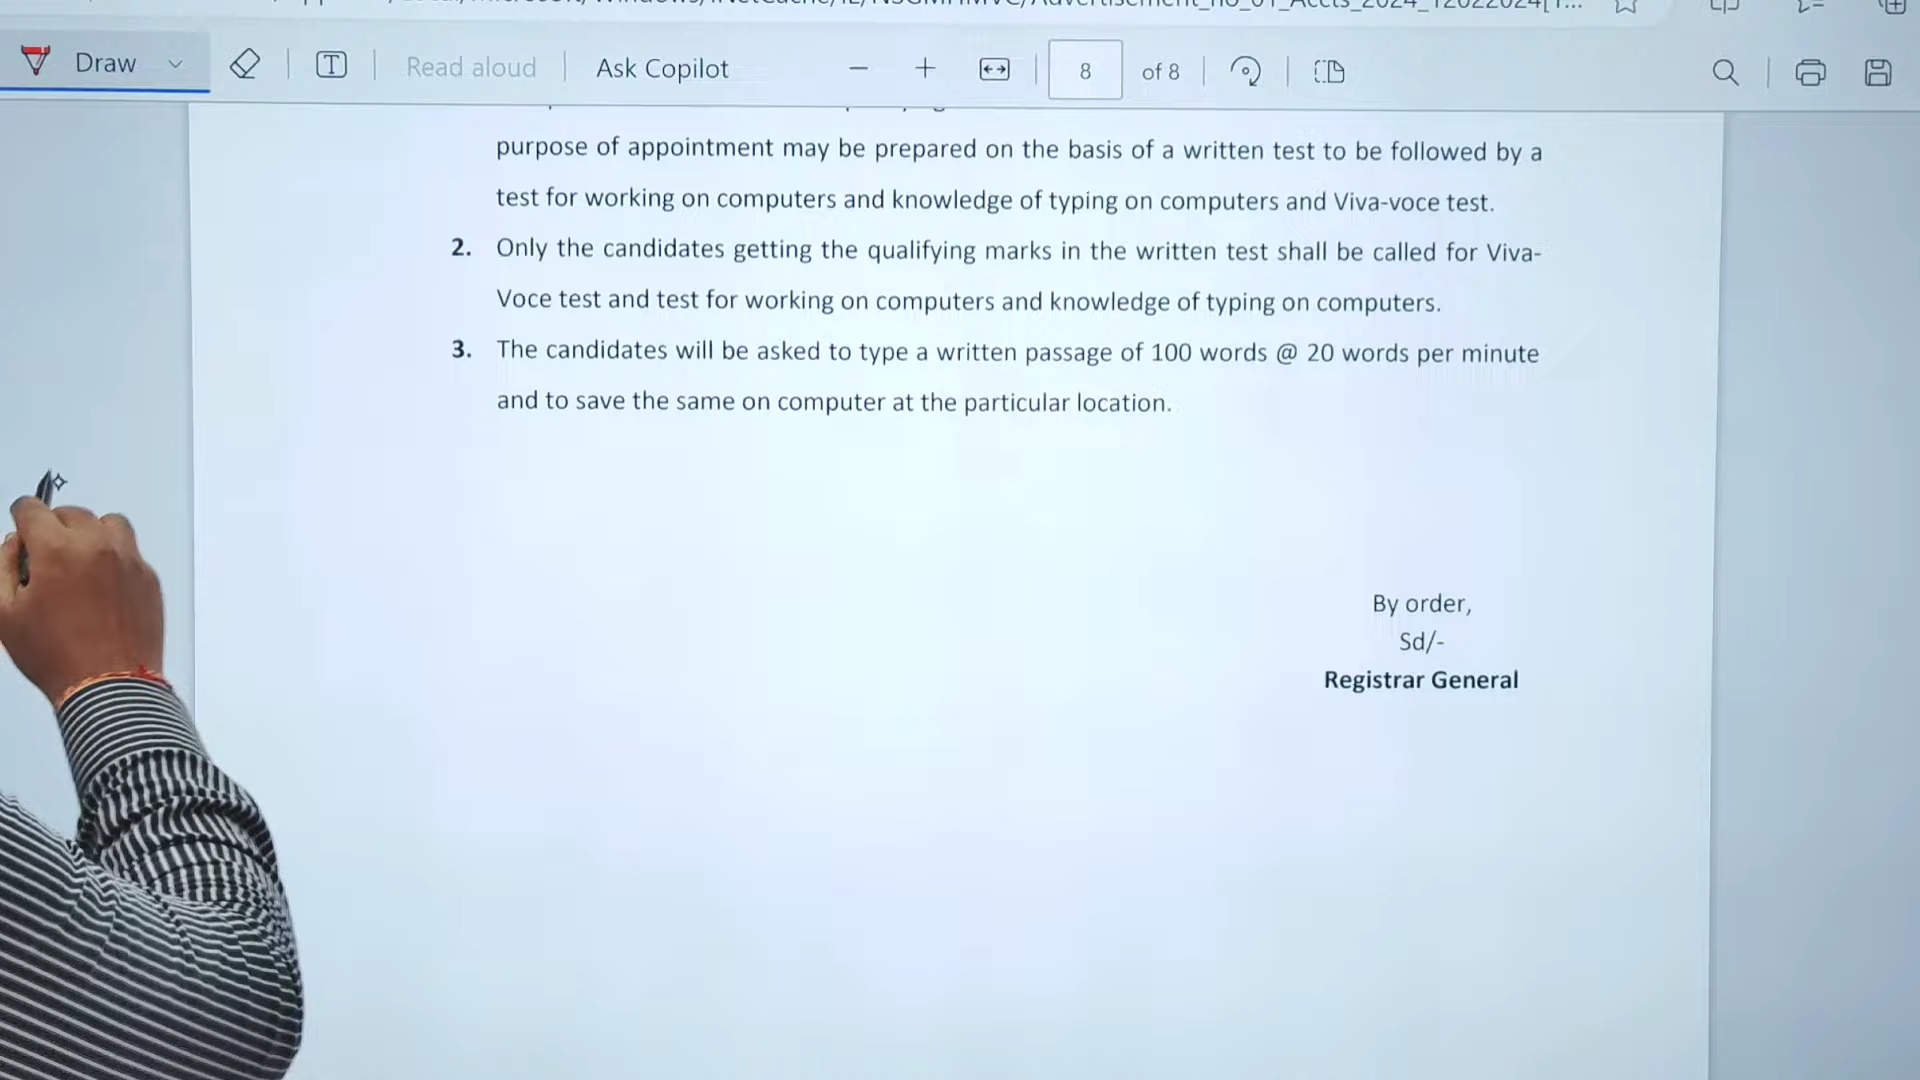 Advertisement_no_01_Accts_2024_12022024[1...
Draw
Read aloud
Ask Copilot
8
of 8
purpose of appointment may be prepared on the basis of a written test to be followed by a
test for working on computers and knowledge of typing on computers and Viva-voce test.
2. Only the candidates getting the qualifying marks in the written test shall be called for Viva-
Voce test and test for working on computers and knowledge of typing on computers.
3. The candidates will be asked to type a written passage of 100 words @ 20 words per minute
and to save the same on computer at the particular location.
By order,
Sd/-
Registrar General